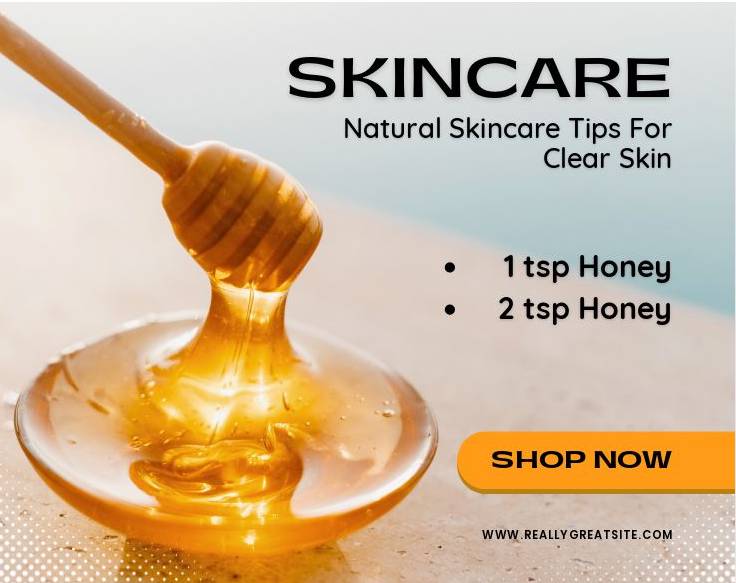 SKINCARE
Natural Skincare Tips For
Clear Skin
• 1 tsp Honey
• 2 tsp Honey
SHOP NOW
WWW.REALLYGREATSITE.COM